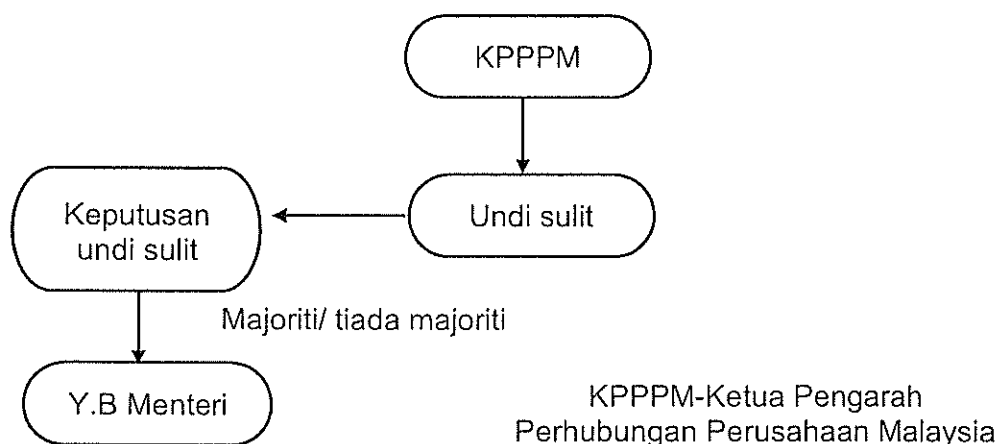 KPPPM
Undi sulit
Keputusan
undi sulit
Majoriti/ tiada majoriti
Y.B Menteri
KPPPM-Ketua Pengarah
Perhubungan Perusahaan Malaysia